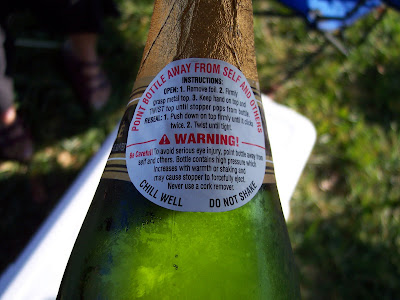 POINT BOTTLE AWAY FROM SELF AND OTHERS
INSTRUCTIONS:
OPEN: 1. Remove foil. 2. Firmly
grasp metal top. 3. Keep hand on top and
TWIST top until stopper pops from bottle.
RESEAL: 1. Push down on top firmly until it clicks
twice. 2. Twist until tight.
WARNING!
Be Careful! To avoid serious eye injury, point bottle away from
self and others. Bottle contains high pressure which
increases with warmth or shaking and
may cause stopper to forcefully eject.
Never use a cork remover.
CHILL WELL DO NOT SHAKE